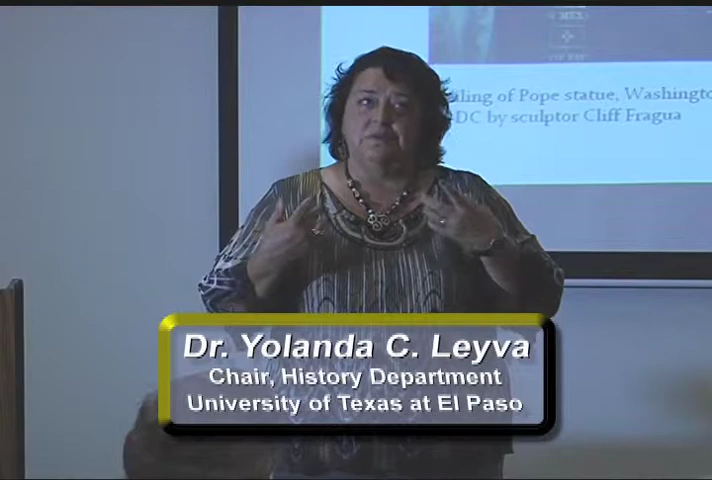 ling of Pope statue, Washingto
DC by sculptor Cliff Fragua
Dr. Yolanda C. Leyva
Chair, History Department
University of Texas at El Paso